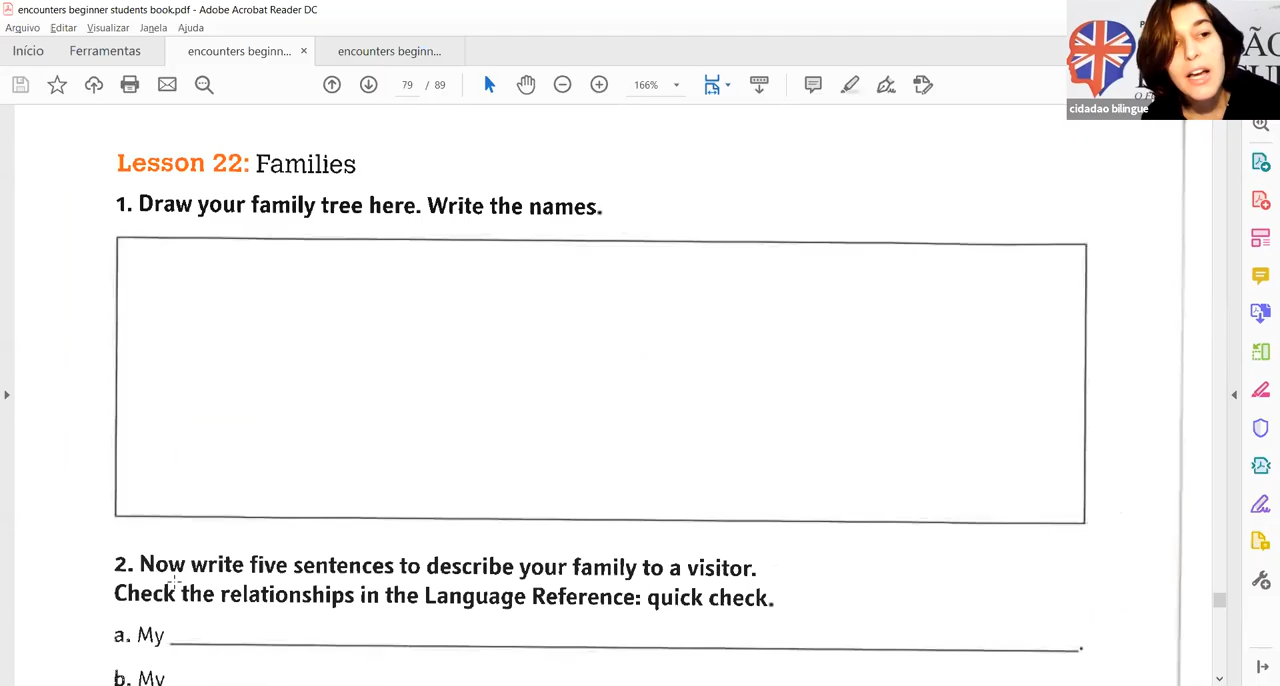 encounters beginner students book.pdf - Adobe Acrobat Reader DC
Arquivo Editar Visualizar Janela Ajuda
Início Ferramentas encounters beginn... × encounters beginn...
79 / 89 166%
cidadao bilingue
Lesson 22: Families
1. Draw your family tree here. Write the names.
2. Now write five sentences to describe your family to a visitor.
Check the relationships in the Language Reference: quick check.
a. My .
b. My